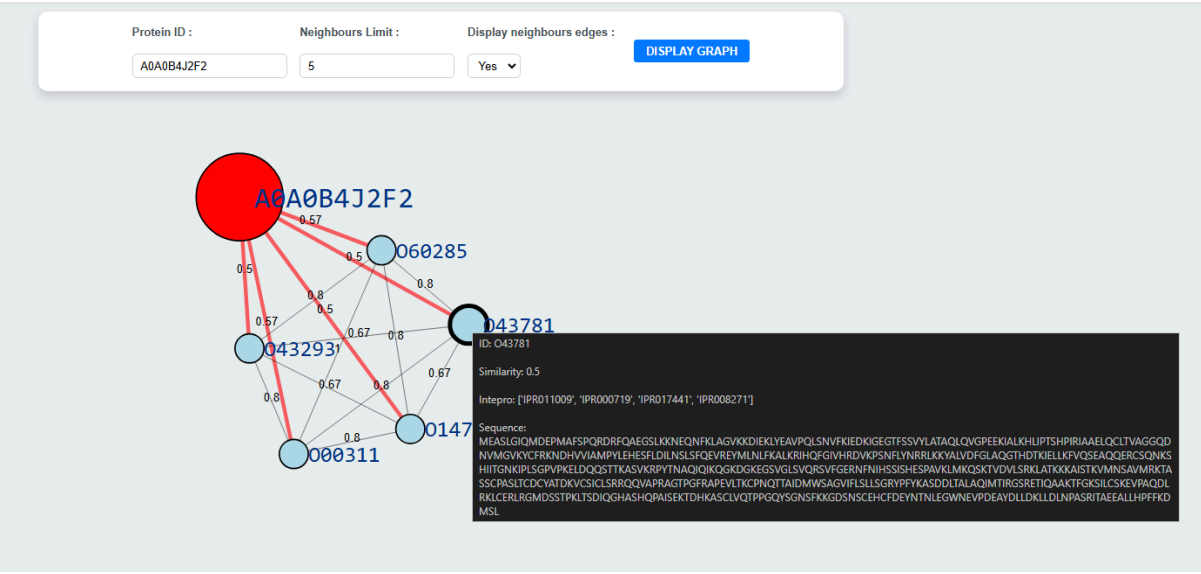 Protein ID :
Neighbours Limit :
Display neighbours edges :
A0A0B4J2F2
5
Yes
DISPLAY GRAPH
A0A0B4J2F2
0.57
O60285
0.5
0.5
0.8
0.8
0.5
O43781
0.57
0.67
0.8
O43293
1
0.67
0.8
0.67
0.8
O147
0.8
O00311
ID: O43781
Similarity: 0.5
Intepro: ['IPR011009', 'IPR000719', 'IPR017441', 'IPR008271']
Sequence:
MEASLGIQMDEPMAFSPQRDRFQAEGSLKKNEQNFKLAGVKKDIEKLYEAVPQLSNVFKIEDKIGEGTFSSVYLATAQLQVGPEEKIALKHLIPTSHPIRIAAELQCLTVAGGQD
NVMGVKYCFRKNDHVVIAMPYLEHESFLDILNSLSFQEVREYMLNLFKALKRIHQFGIVHRDVKPSNFLYNRRLKKYALVDFGLAQGTHDTKIELLKFVQSEAQQERCSQNKS
HIITGNKIPLSGPVPKELDQQSTTKASVKRPYTNAQIQIKQGKDGKEGSVGLSVQRSVFGERNFNIHSSISHESPAVKLMKQSKTVDVLSRKLATKKKAISTKVMNSAVMRKTA
SSCPASLTCDCYATDKVCSICLSRRQQVAPRAGTPGFRAPEVLTKCPNQTTAIDMWSAGVIFLSLLSGRYPFYKASDDLTALAQIMTIRGSRETIQAAKTFGKSILCSKEVPAQDL
RKLCERLRGMDSSTPKLTSDIQGHASHQPAISEKTDHKASCLVQTPPGQYSGNSFKKGDSNSCEHCFDEYNTNLEGWNEVPDEAYDLLDKLLDLNPASRITAEEALLHPFFKD
MSL